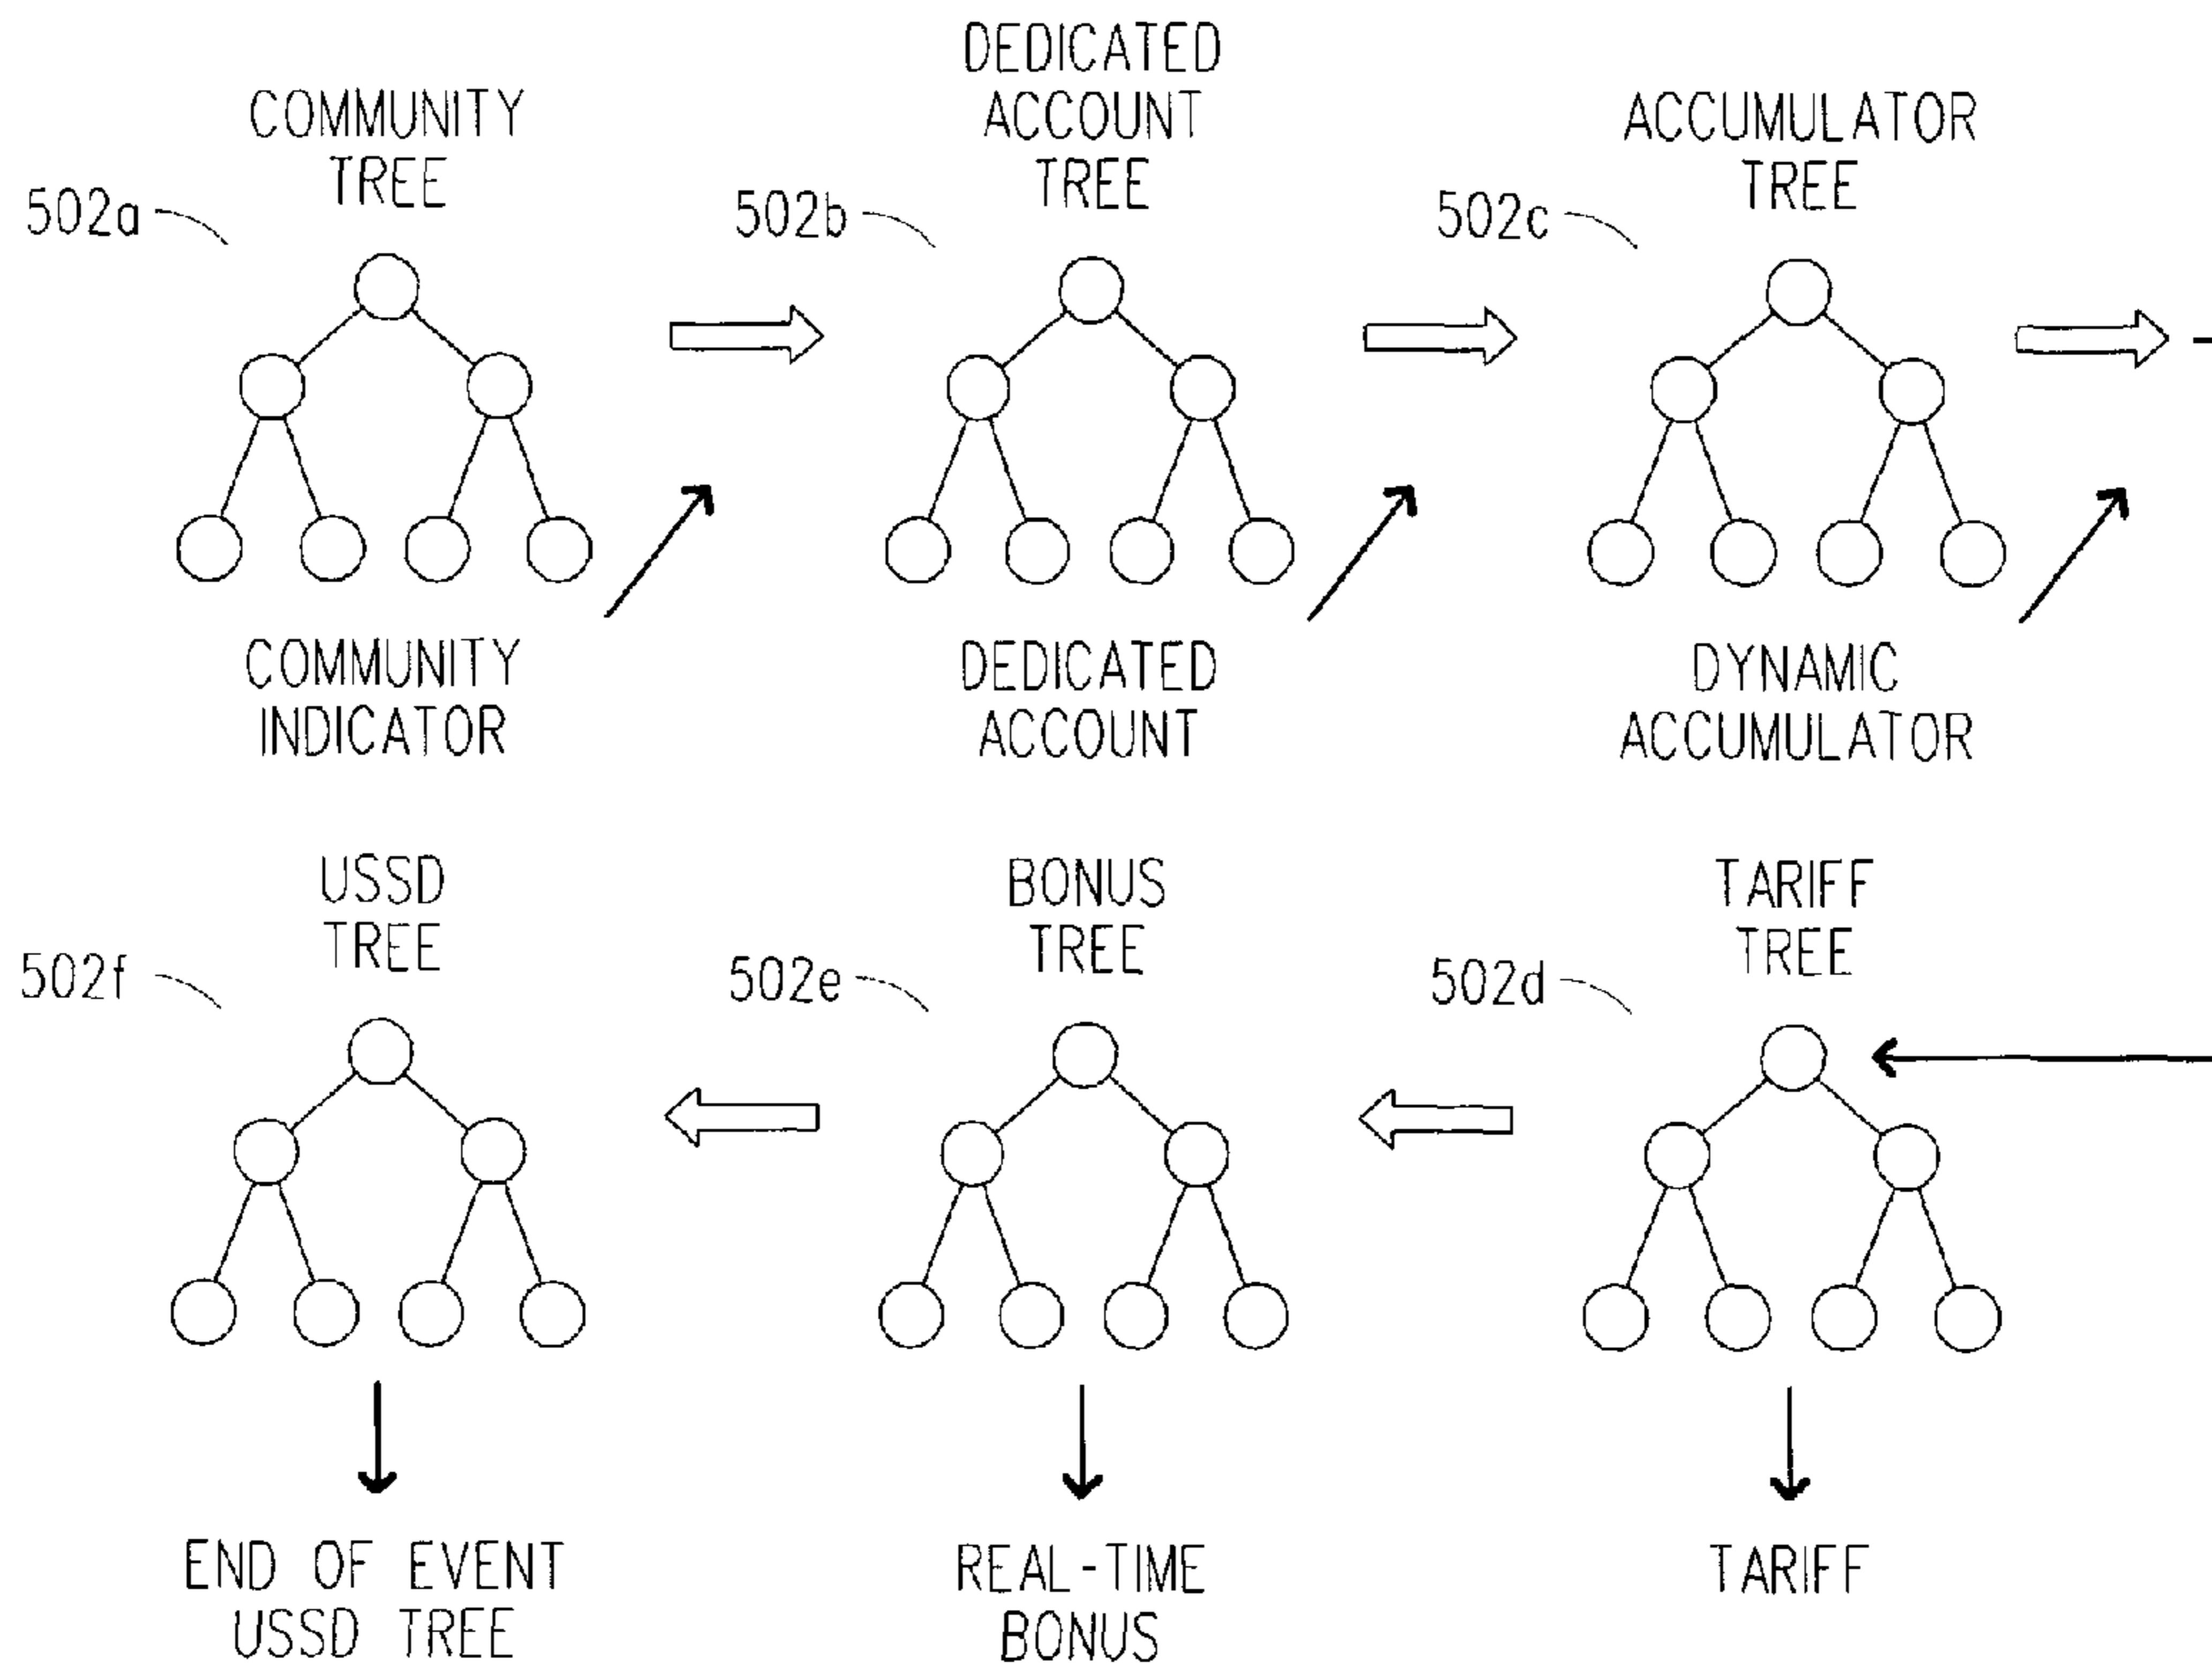 COMMUNITY
TREE
502a
DEDICATED
ACCOUNT
TREE
502b
ACCUMULATOR
TREE
502c
COMMUNITY
INDICATOR
DEDICATED
ACCOUNT
DYNAMIC
ACCUMULATOR
USSD
TREE
502f
BONUS
TREE
502e
TARIFF
TREE
502d
END OF EVENT
USSD TREE
REAL-TIME
BONUS
TARIFF